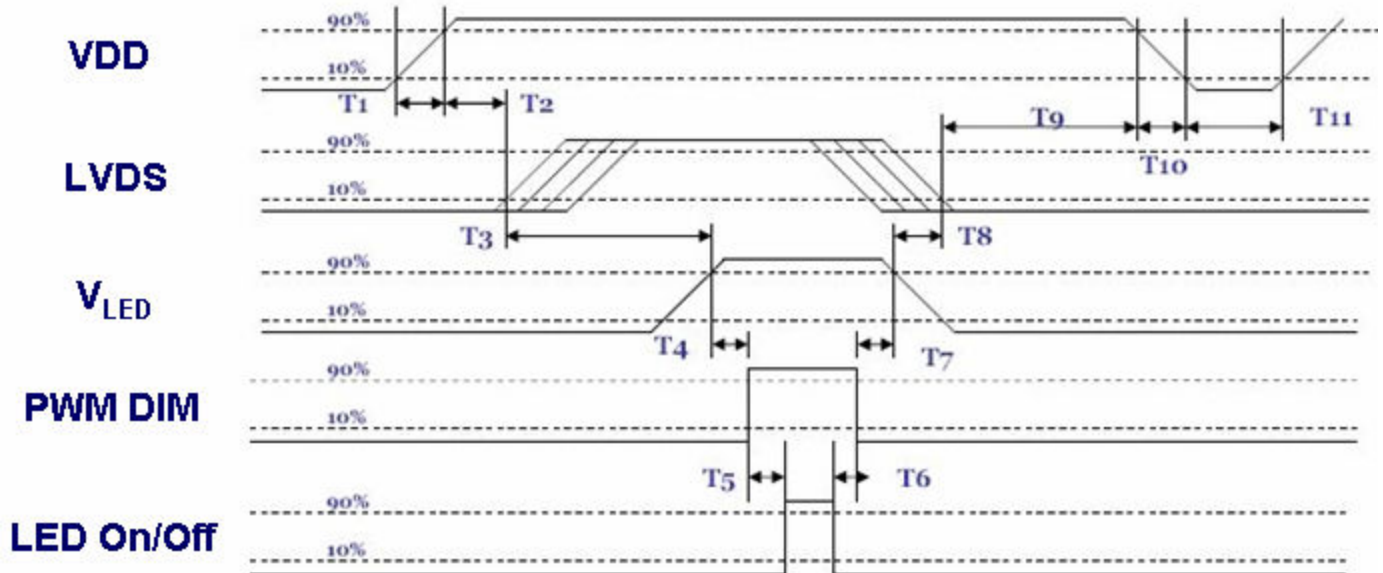 90%
VDD
10%
T1 T2
T9 T11
90%
LVDS
T10
10%
T3 T8
90%
VLED
10%
T4 T7
90%
PWM DIM
10%
T5 T6
90%
LED On/Off
10%